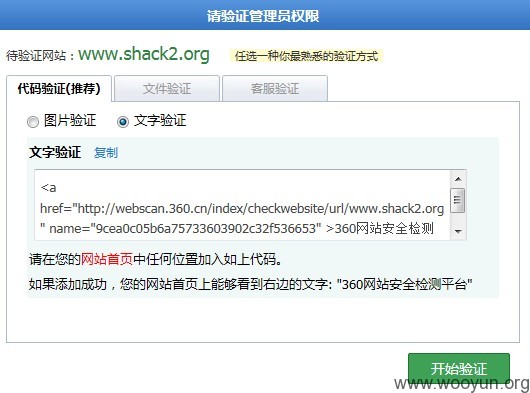 请验证管理员权限
待验证网站：www.shack2.org 任选一种你最熟悉的验证方式
代码验证(推荐) 文件验证 客服验证
图片验证 文字验证
文字验证 复制
<a
href="http://webscan.360.cn/index/checkwebsite/url/www.shack2.org
" name="9cea0c05b6a75733603902c32f536653" >360网站安全检测
请在您的网站首页中任何位置加入如上代码。
如果添加成功，您的网站首页上能够看到右边的文字: "360网站安全检测平台"
开始验证
www.wooyun.org